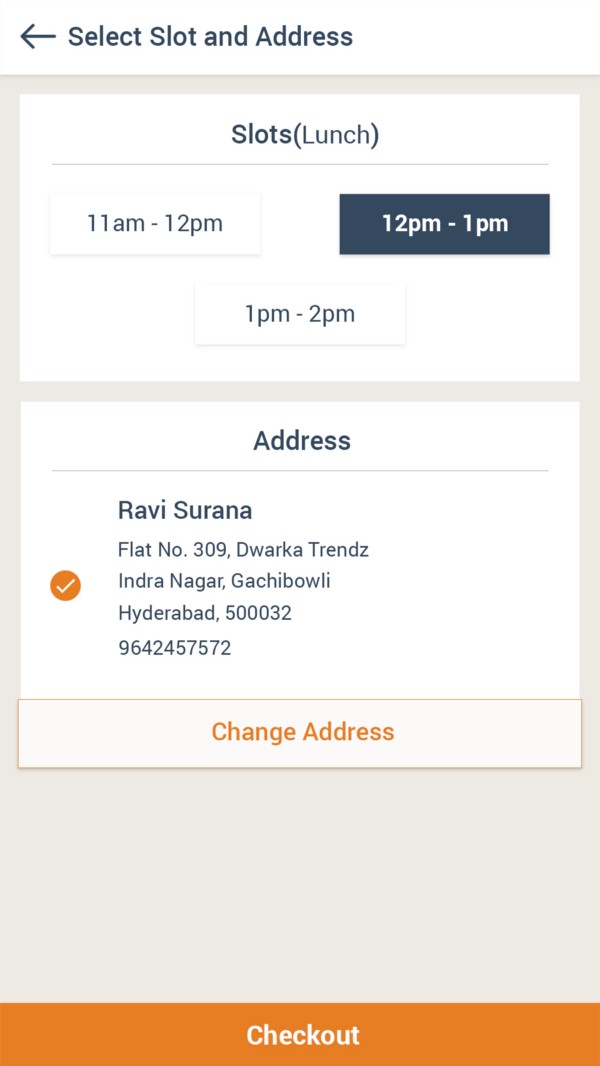 Select Slot and Address
Slots(Lunch)
11am - 12pm
12pm - 1pm
1pm - 2pm
Address
Ravi Surana
Flat No. 309, Dwarka Trendz
Indra Nagar, Gachibowli
Hyderabad, 500032
9642457572
Change Address
Checkout